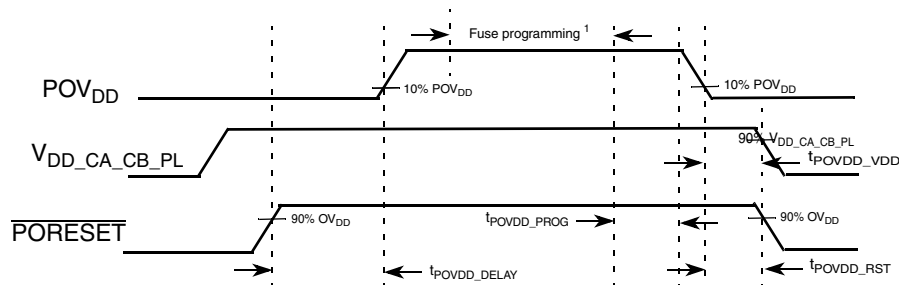 Fuse programming 1
POVDD
10% POVDD
10% POVDD
VDD_CA_CB_PL
90% VDD_CA_CB_PL
tPOVDD_VDD
PORESET
90% OVDD
tPOVDD_PROG
90% OVDD
tPOVDD_DELAY
tPOVDD_RST